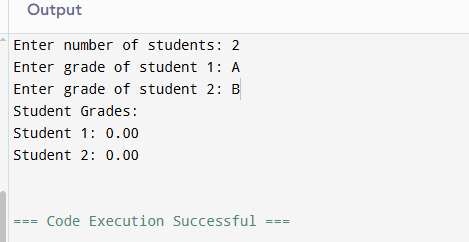 Output
Enter number of students: 2
Enter grade of student 1: A
Enter grade of student 2: B
Student Grades:
Student 1: 0.00
Student 2: 0.00
=== Code Execution Successful ===